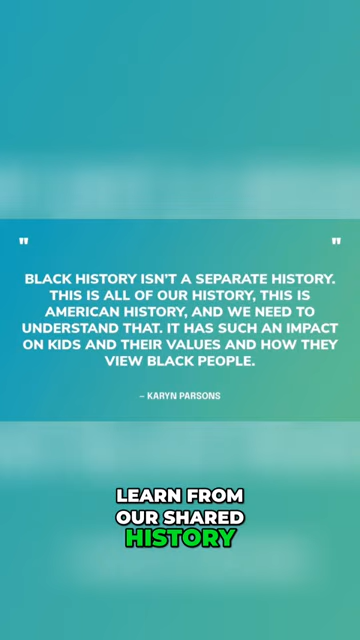 " "
BLACK HISTORY ISN'T A SEPARATE HISTORY.
THIS IS ALL OF OUR HISTORY, THIS IS
AMERICAN HISTORY, AND WE NEED TO
UNDERSTAND THAT. IT HAS SUCH AN IMPACT
ON KIDS AND THEIR VALUES AND HOW THEY
VIEW BLACK PEOPLE.
– KARYN PARSONS
LEARN FROM
OUR SHARED
HISTORY